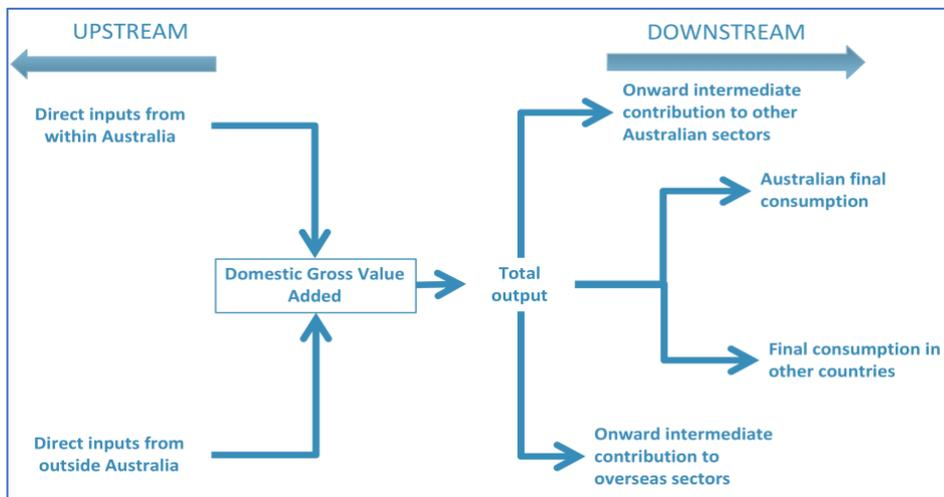 UPSTREAM
DOWNSTREAM
Direct inputs from
within Australia
Onward intermediate
contribution to other
Australian sectors
Australian final
consumption
Domestic Gross Value
Added
Total
output
Final consumption in
other countries
Direct inputs from
outside Australia
Onward intermediate
contribution to
overseas sectors